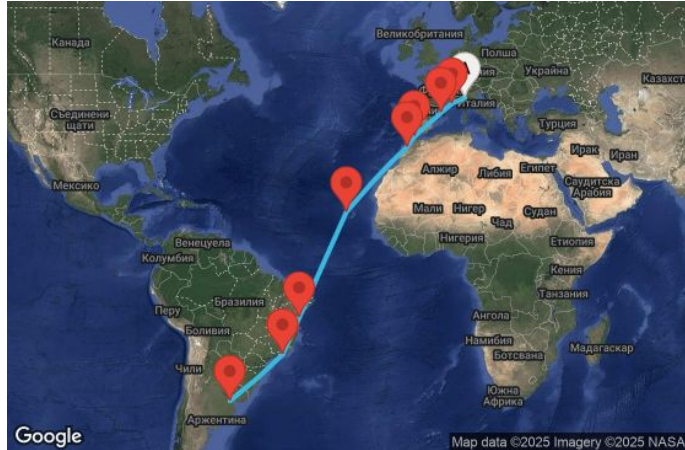 Великобритания
Канада
Полша
Украйна
Казахста
Италия
Съединени
щати
Турция
Ирак
Иран
Алжир
Либия
Египет
Саудитска
Арабия
Мексико
Мали
Нигер
Чад
Судан
Венецуела
Нигерия
Етиопия
Колумбия
Кения
Перу
Бразилия
Танзания
Боливия
Ангола
Намибия
Ботсвана
Мадагаскар
Чили
Южна
Африка
Аржентина
Google
Map data ©2025 Imagery ©2025 NASA